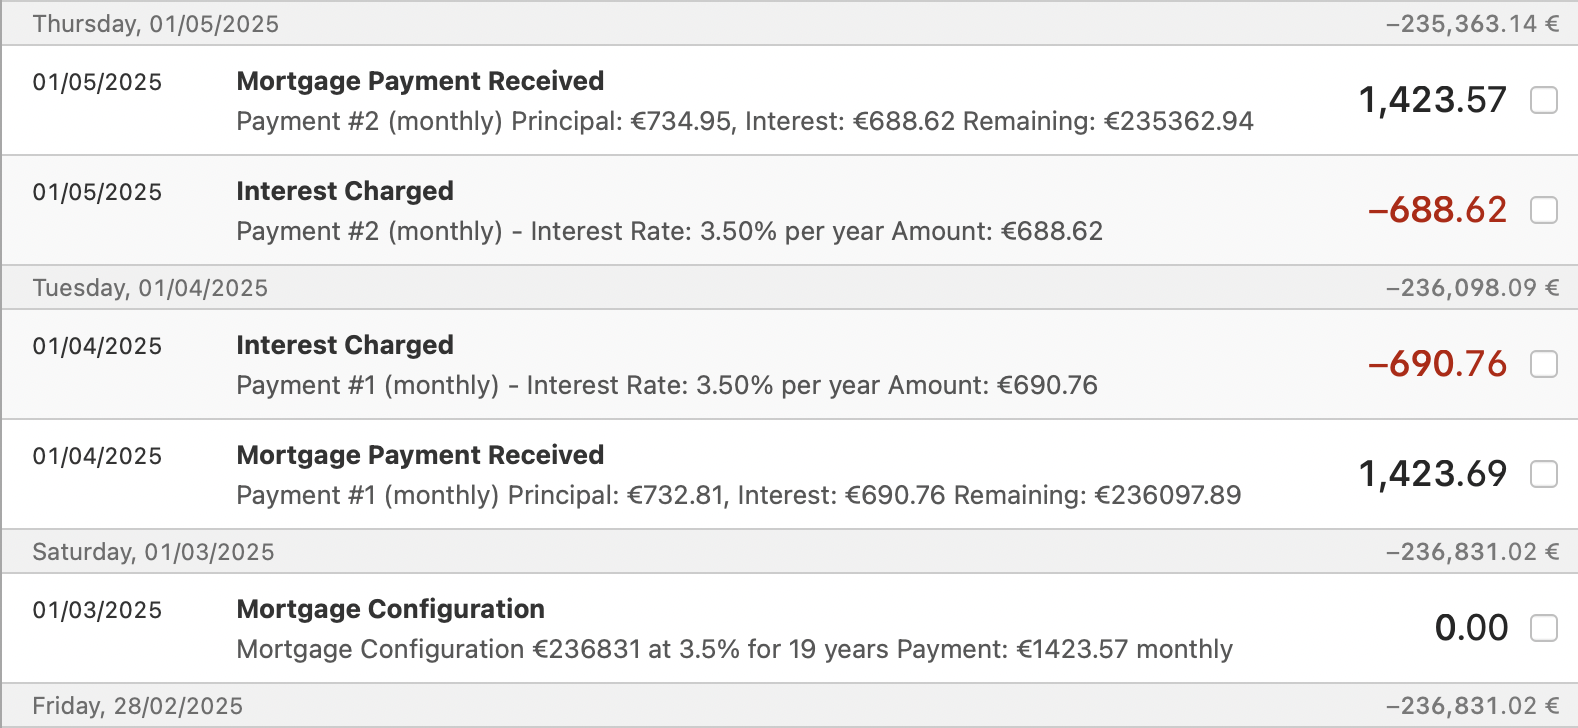 Thursday, 01/05/2025 –235,363.14 €
01/05/2025 Mortgage Payment Received 1,423.57
Payment #2 (monthly) Principal: €734.95, Interest: €688.62 Remaining: €235362.94
01/05/2025 Interest Charged –688.62
Payment #2 (monthly) - Interest Rate: 3.50% per year Amount: €688.62
Tuesday, 01/04/2025 –236,098.09 €
01/04/2025 Interest Charged –690.76
Payment #1 (monthly) - Interest Rate: 3.50% per year Amount: €690.76
01/04/2025 Mortgage Payment Received 1,423.69
Payment #1 (monthly) Principal: €732.81, Interest: €690.76 Remaining: €236097.89
Saturday, 01/03/2025 –236,831.02 €
01/03/2025 Mortgage Configuration 0.00
Mortgage Configuration €236831 at 3.5% for 19 years Payment: €1423.57 monthly
Friday, 28/02/2025 –236,831.02 €